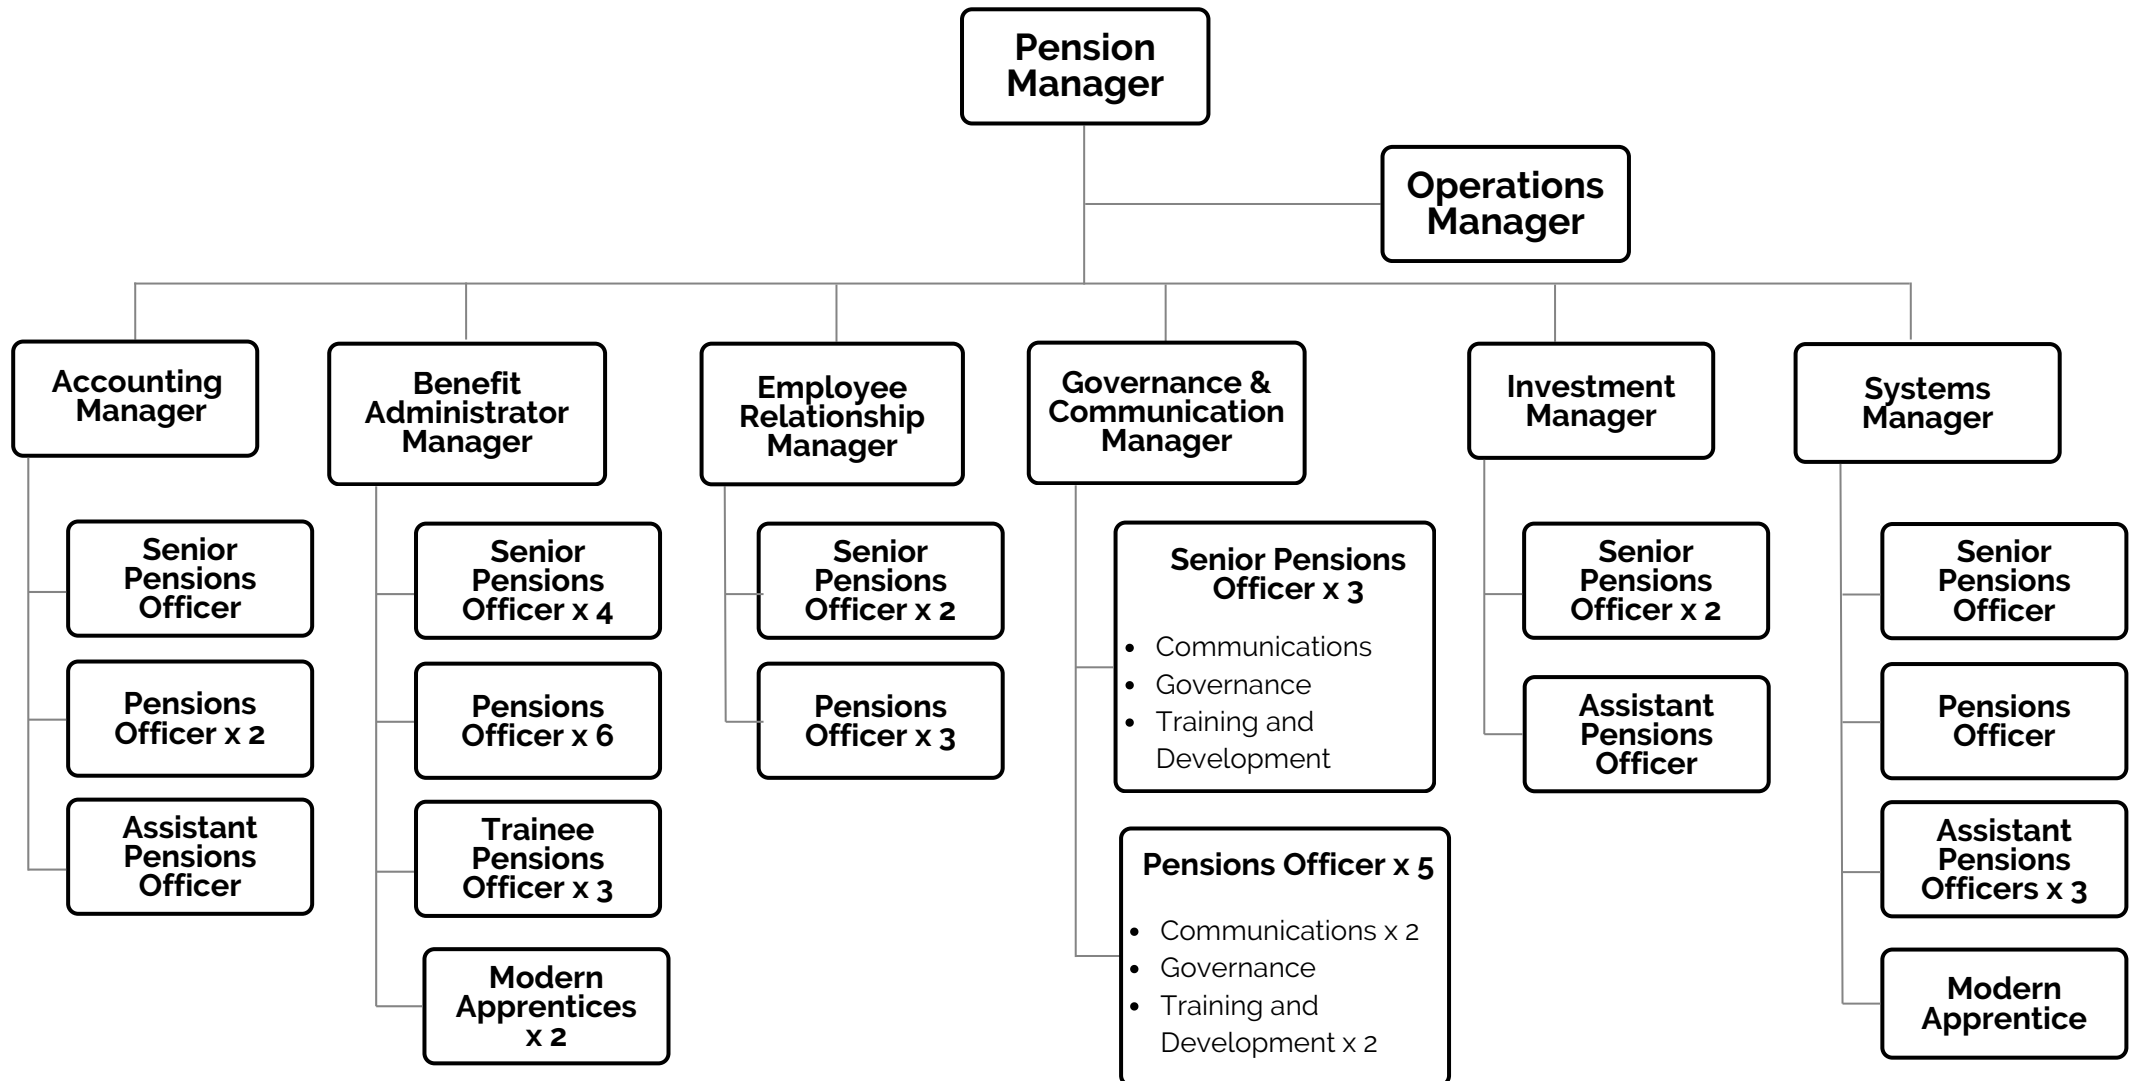 Pension
Manager
Operations
Manager
Accounting
Manager
Senior
Pensions
Officer
Pensions
Officer x 2
Assistant
Pensions
Officer
Benefit
Administrator
Manager
Senior
Pensions
Officer x 4
Pensions
Officer x 6
Trainee
Pensions
Officer x 3
Modern
Apprentices
x 2
Employee
Relationship
Manager
Senior
Pensions
Officer x 2
Pensions
Officer x 3
Governance &
Communication
Manager
Senior Pensions
Officer x 3
• Communications
• Governance
• Training and
Development
Pensions Officer x 5
• Communications x 2
• Governance
• Training and
Development x 2
Investment
Manager
Senior
Pensions
Officer x 2
Assistant
Pensions
Officer
Systems
Manager
Senior
Pensions
Officer
Pensions
Officer
Assistant
Pensions
Officers x 3
Modern
Apprentice